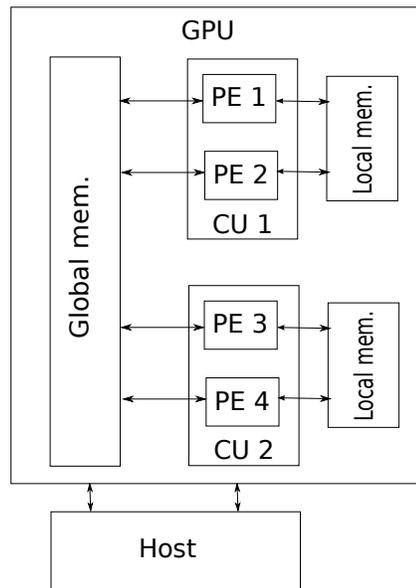 GPU
Global mem.
PE 1
PE 2
CU 1
Local mem.
PE 3
PE 4
CU 2
Local mem.
Host